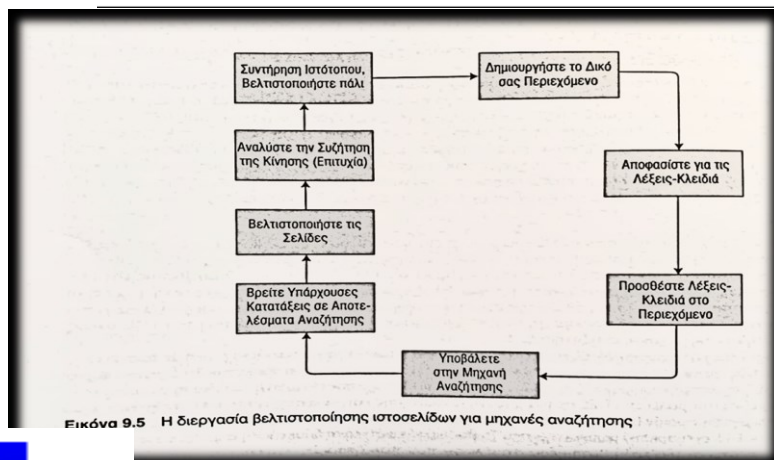 Συντήρηση Ιστότοπου,
Βελτιστοποιήστε πάλι
Δημιουργήστε το Δικό
σας Περιεχόμενο
Αποφασίστε για τις
Λέξεις-Κλειδιά
Προσθέστε Λέξεις-
Κλειδιά στο
Περιεχόμενο
Υποβάλετε
στην Μηχανή
Αναζήτησης
Βρείτε Υπάρχουσες
Κατατάξεις σε Αποτε-
λέσματα Αναζήτησης
Βελτιστοποιήστε τις
Σελίδες
Αναλύστε την Συζήτηση
της Κίνησης (Επιτυχία)
Εικόνα 9.5 Η διεργασία βελτιστοποίησης ιστοσελίδων για μηχανές αναζήτησης